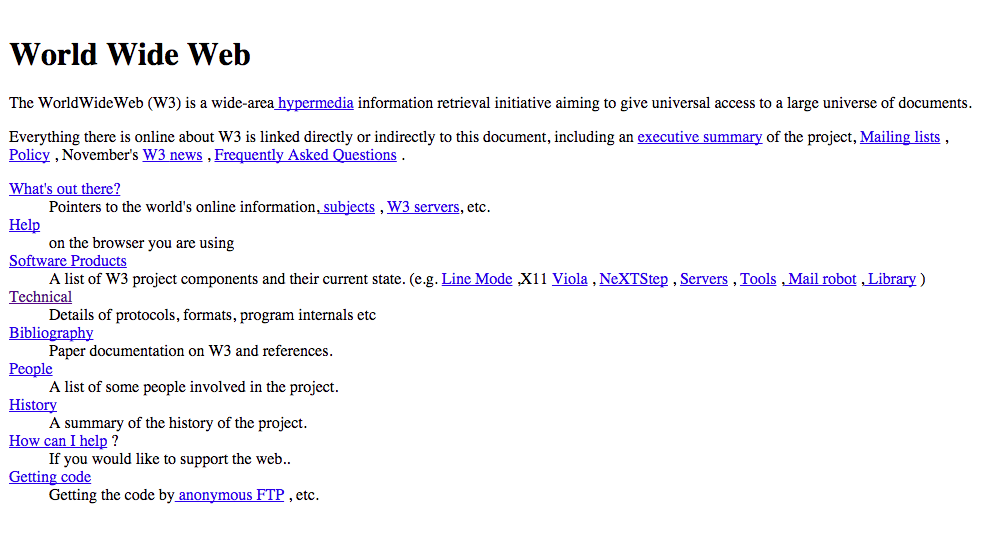 World Wide Web
The WorldWideWeb (W3) is a wide-area hypermedia information retrieval initiative aiming to give universal access to a large universe of documents.
Everything there is online about W3 is linked directly or indirectly to this document, including an executive summary of the project, Mailing lists ,
Policy , November's W3 news , Frequently Asked Questions .
What's out there?
Pointers to the world's online information, subjects , W3 servers, etc.
Help
on the browser you are using
Software Products
A list of W3 project components and their current state. (e.g. Line Mode ,X11 Viola , NeXTStep , Servers , Tools , Mail robot , Library )
Technical
Details of protocols, formats, program internals etc
Bibliography
Paper documentation on W3 and references.
People
A list of some people involved in the project.
History
A summary of the history of the project.
How can I help ?
If you would like to support the web..
Getting code
Getting the code by anonymous FTP , etc.